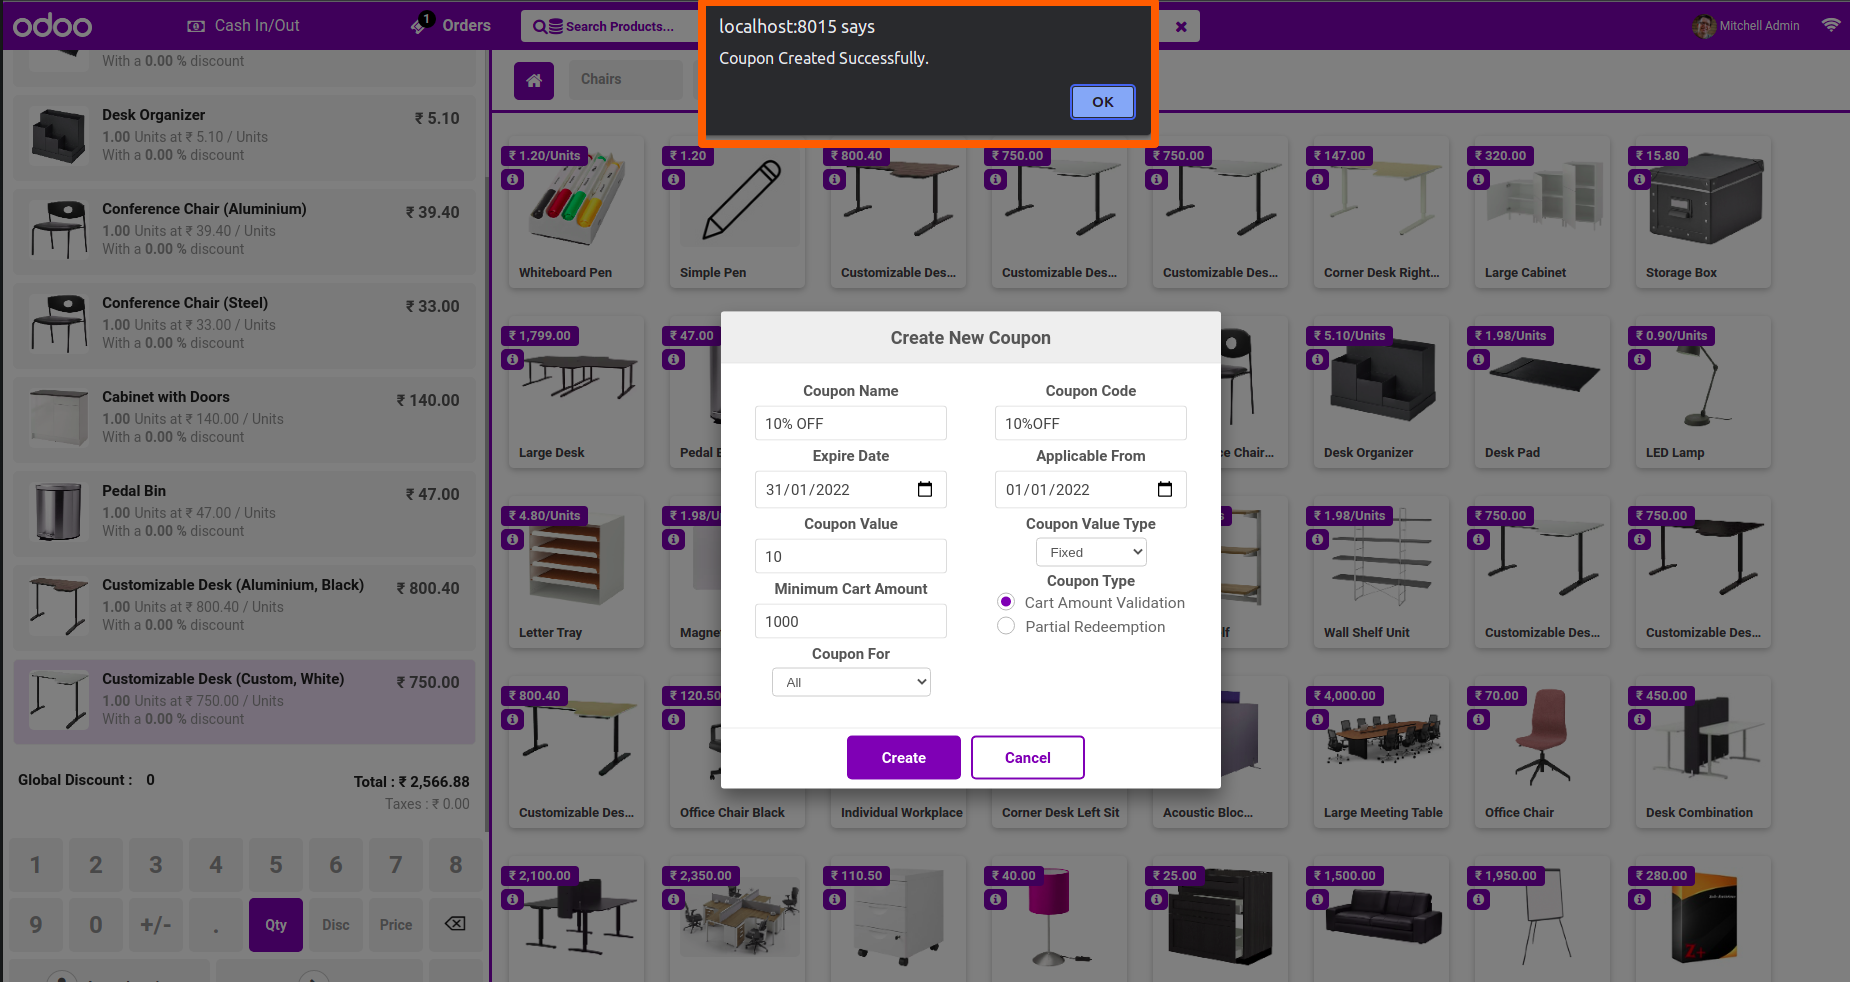 odoo
Cash In/Out
1
Orders
Search Products...
localhost:8015 says
Coupon Created Successfully.
OK
Mitchell Admin
With a 0.00 % discount
Desk Organizer
₹ 5.10
1.00 Units at ₹ 5.10 / Units
With a 0.00 % discount
Conference Chair (Aluminium)
₹ 39.40
1.00 Units at ₹ 39.40 / Units
With a 0.00 % discount
Conference Chair (Steel)
₹ 33.00
1.00 Units at ₹ 33.00 / Units
With a 0.00 % discount
Cabinet with Doors
₹ 140.00
1.00 Units at ₹ 140.00 / Units
With a 0.00 % discount
Pedal Bin
₹ 47.00
1.00 Units at ₹ 47.00 / Units
With a 0.00 % discount
Customizable Desk (Aluminium, Black)
₹ 800.40
1.00 Units at ₹ 800.40 / Units
With a 0.00 % discount
Customizable Desk (Custom, White)
₹ 750.00
1.00 Units at ₹ 750.00 / Units
With a 0.00 % discount
Global Discount : 0
Total : ₹ 2,566.88
Taxes : ₹ 0.00
1 2 3 4 5 6 7 8
9 0 +/- . Qty Disc Price
Chairs
₹ 1.20/Units
Whiteboard Pen
₹ 1.20
Simple Pen
₹ 800.40
Customizable Des...
₹ 750.00
Customizable Des...
₹ 750.00
Customizable Des...
₹ 147.00
Corner Desk Right...
₹ 320.00
Large Cabinet
₹ 15.80
Storage Box
₹ 1,799.00
Large Desk
₹ 47.00
Pedal
ce Chair...
₹ 5.10/Units
Desk Organizer
₹ 1.98/Units
Desk Pad
₹ 0.90/Units
LED Lamp
₹ 4.80/Units
Letter Tray
₹ 1.98/U
Magne
s
lf
₹ 1.98/Units
Wall Shelf Unit
₹ 750.00
Customizable Des...
₹ 750.00
Customizable Des...
₹ 800.40
Customizable Des...
₹ 120.50
Office Chair Black
Individual Workplace
Corner Desk Left Sit
Acoustic Bloc...
₹ 4,000.00
Large Meeting Table
₹ 70.00
Office Chair
₹ 450.00
Desk Combination
₹ 2,100.00
₹ 2,350.00
₹ 110.50
₹ 40.00
₹ 25.00
₹ 1,500.00
₹ 1,950.00
₹ 280.00
Z+
Create New Coupon
Coupon Name
10% OFF
Coupon Code
10%OFF
Expire Date
31/01/2022
Applicable From
01/01/2022
Coupon Value
10
Coupon Value Type
Fixed
Minimum Cart Amount
1000
Coupon Type
Cart Amount Validation
Partial Redeemption
Coupon For
All
Create
Cancel